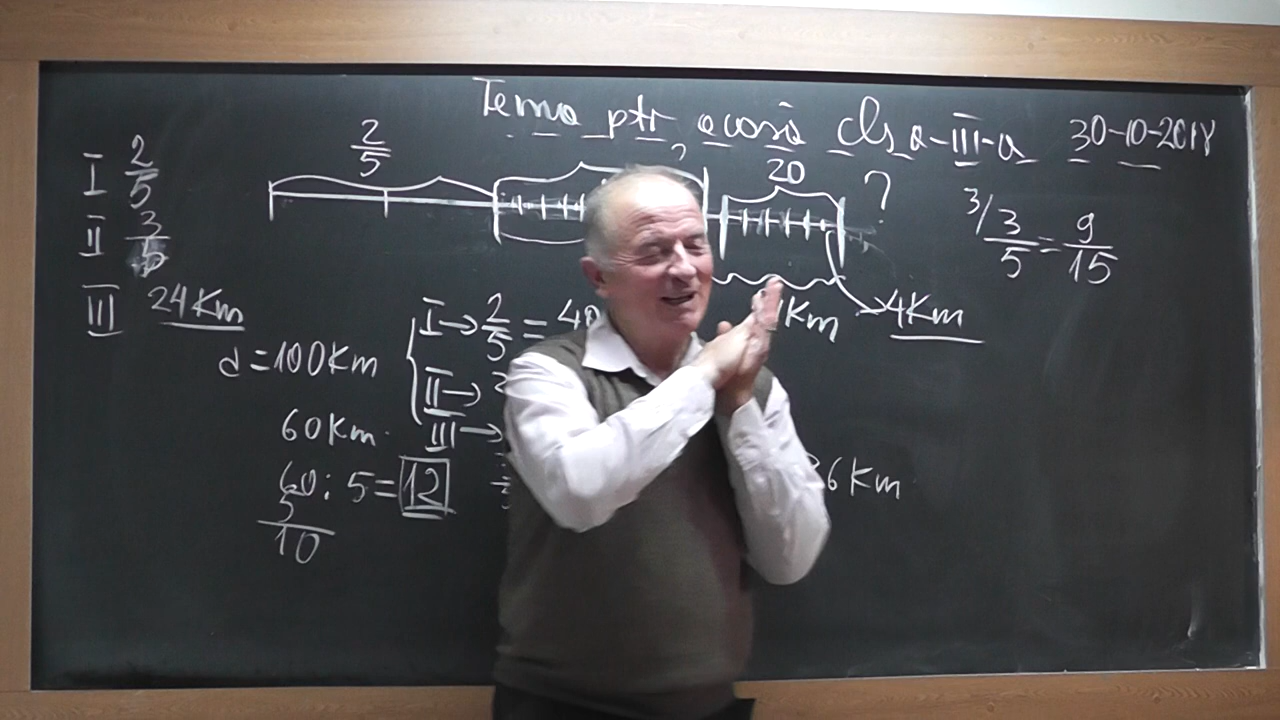 Tema ptr. acasă cls a-III-a 30-10-2018
I 2/5
II 3/5
III 24Km
2/5
?
20
?
3/ 3/5 = 9/15
I→ 2/5 = 40
Km →4Km
d=100Km
II→
60Km
III→
60: 5= 12
5
10
36Km